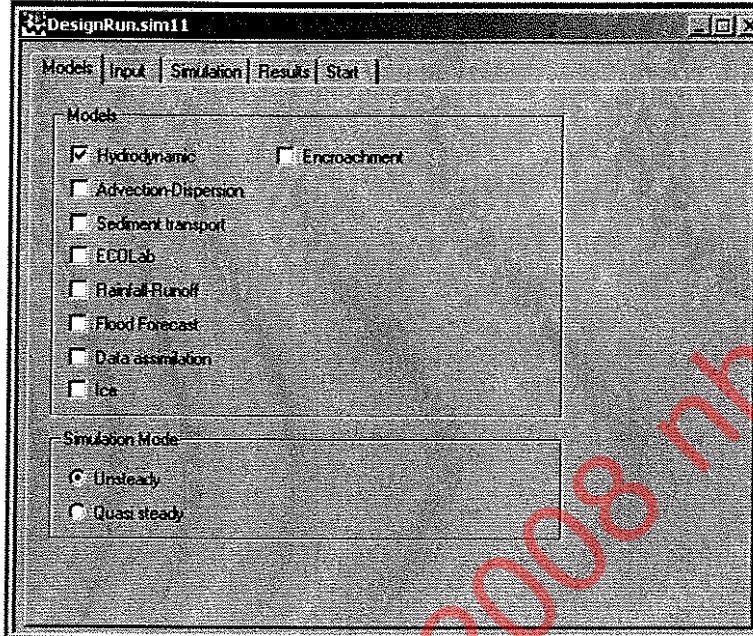 DesignRun.sim11
Models Input Simulation Results Start
Models
Hydrodynamic Encroachment
Advection-Dispersion
Sediment transport
ECOLab
Rainfall-Runoff
Flood Forecast
Data assimilation
Ice
Simulation Mode
Unsteady
Quasi steady
2008